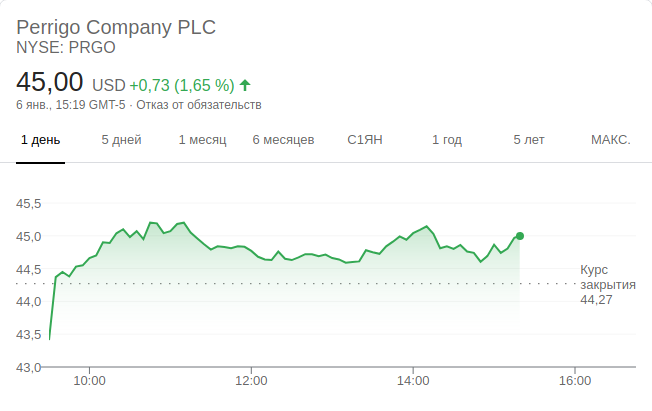 Perrigo Company PLC
NYSE: PRGO
45,00 USD +0,73 (1,65 %)
6 янв., 15:19 GMT-5 · Отказ от обязательств
1 день 5 дней 1 месяц 6 месяцев С1ЯН 1 год 5 лет МАКС.
45,5
45,0
44,5
44,0
43,5
43,0
Курс
закрытия
44,27
10:00 12:00 14:00 16:00